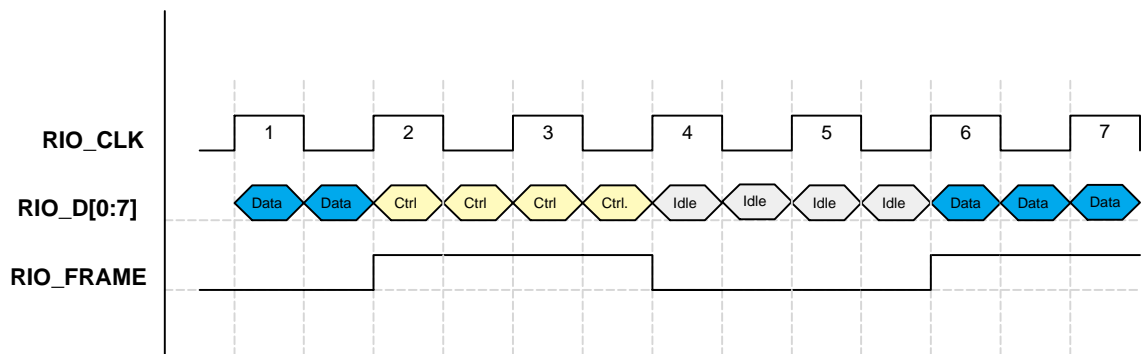 RIO_CLK 1 2 3 4 5 6 7
RIO_D[0:7] Data Data Ctrl Ctrl Ctrl Ctrl. Idle Idle Idle Idle Data Data Data
RIO_FRAME